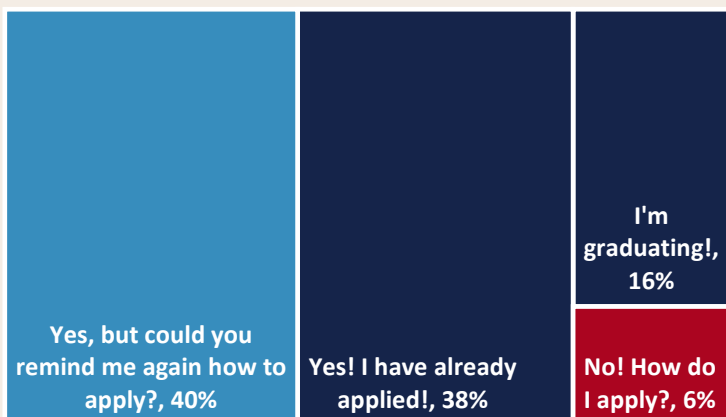 Yes, but could you
remind me again how to
apply?, 40%
Yes! I have already
applied!, 38%
I'm
graduating!,
16%
No! How do
I apply?, 6%